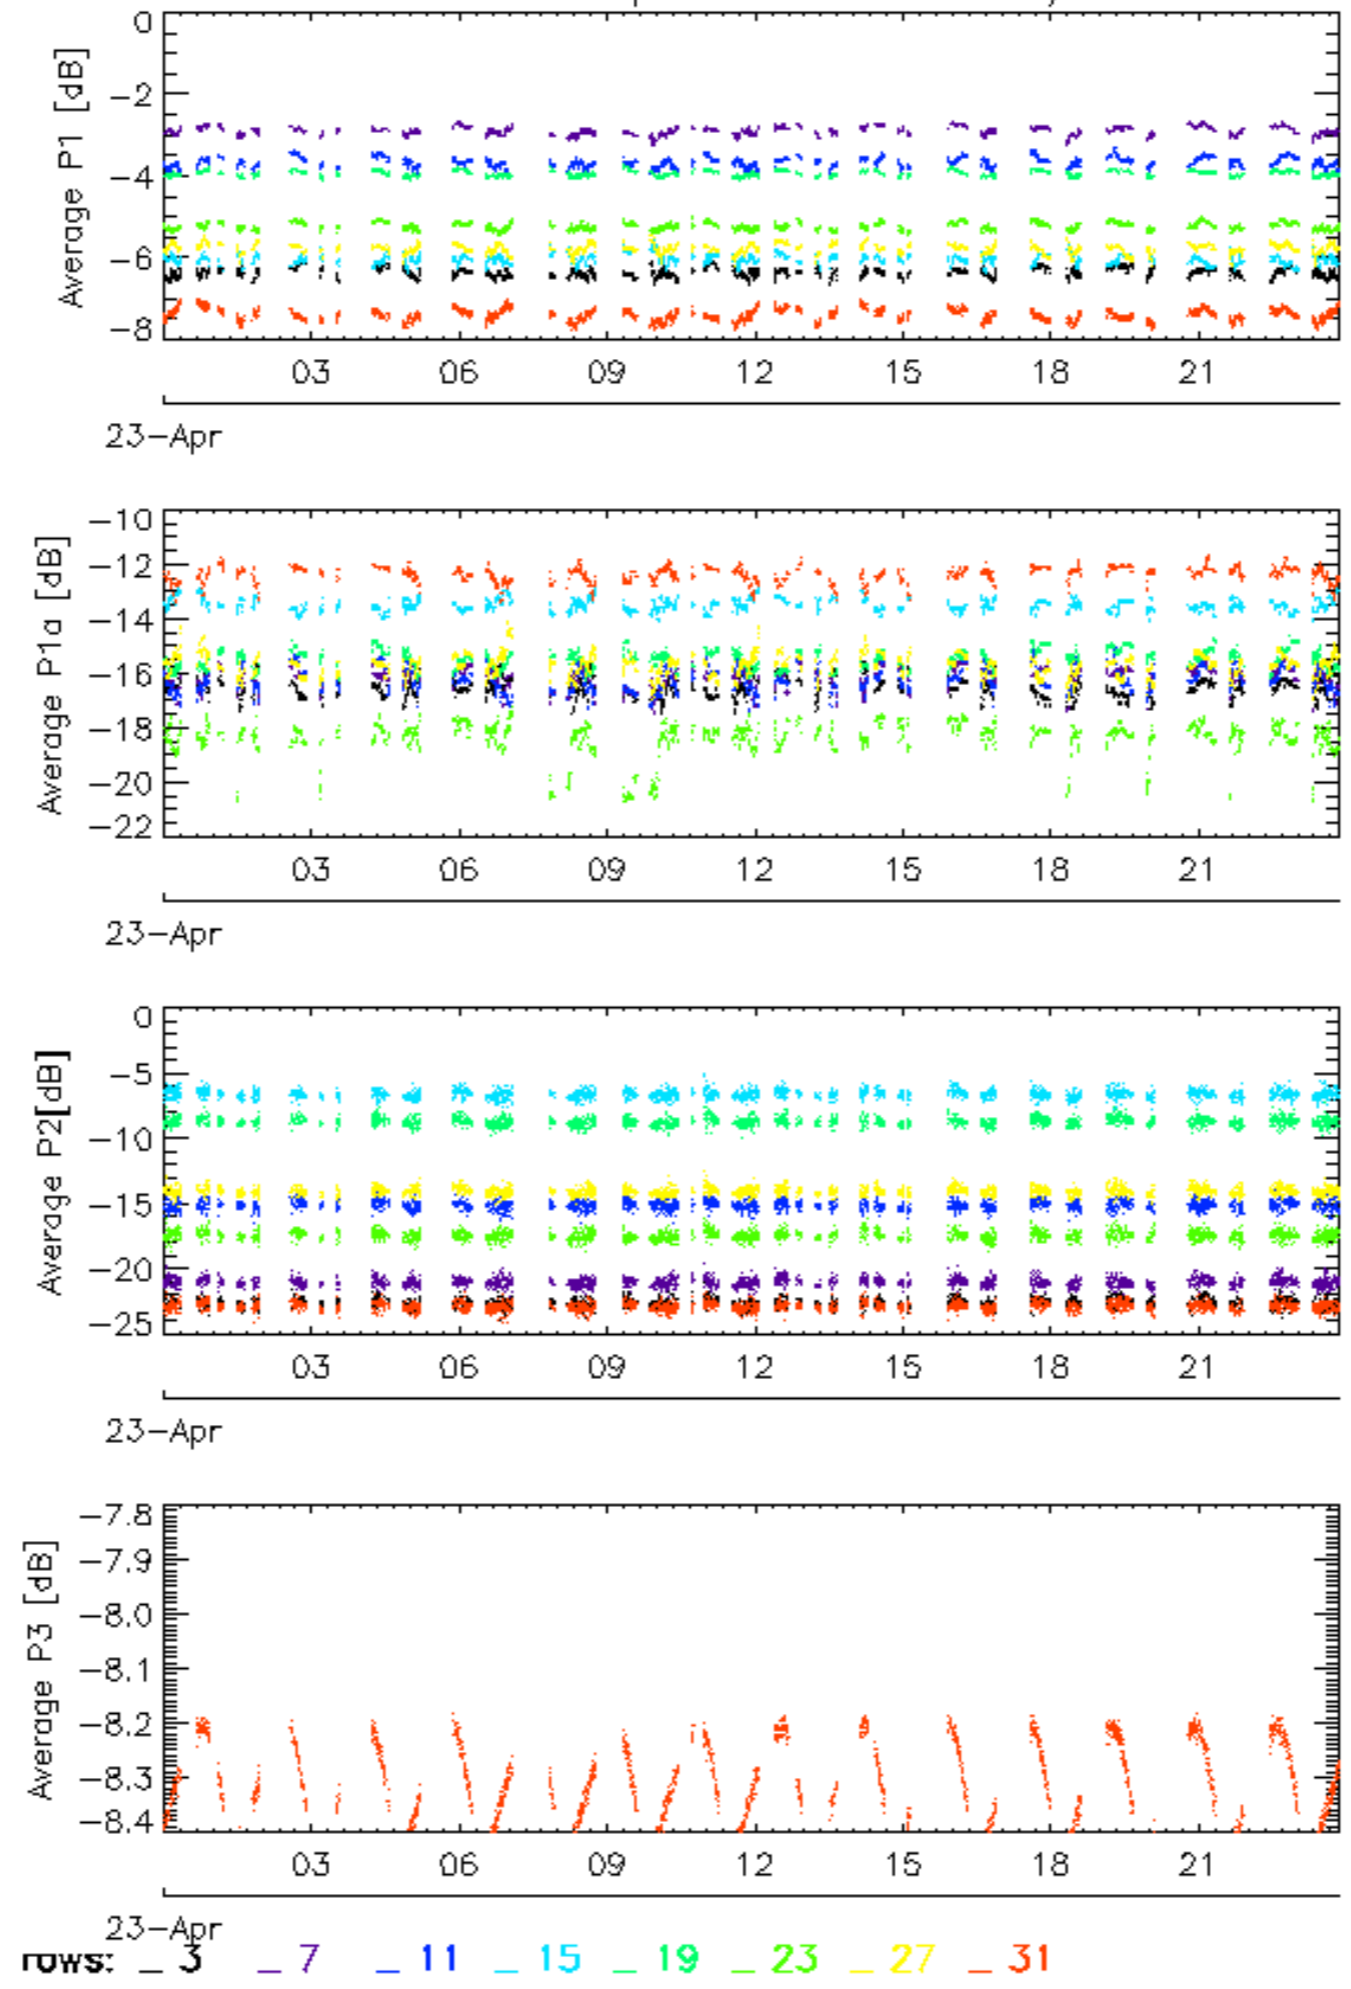 0
−2
−4
−6
−8
Average P1 [dB]
03 06 09 12 15 18 21
23−Apr
−10
−12
−14
−16
−18
−20
−22
Average P1a [dB]
03 06 09 12 15 18 21
23−Apr
0
−5
−10
−15
−20
−25
Average P2[dB]
03 06 09 12 15 18 21
23−Apr
−7.8
−7.9
−8.0
−8.1
−8.2
−8.3
−8.4
Average P3 [dB]
03 06 09 12 15 18 21
23−Apr
rows: _ 3 _ 7 _ 11 _ 15 _ 19 _ 23 _ 27 _ 31